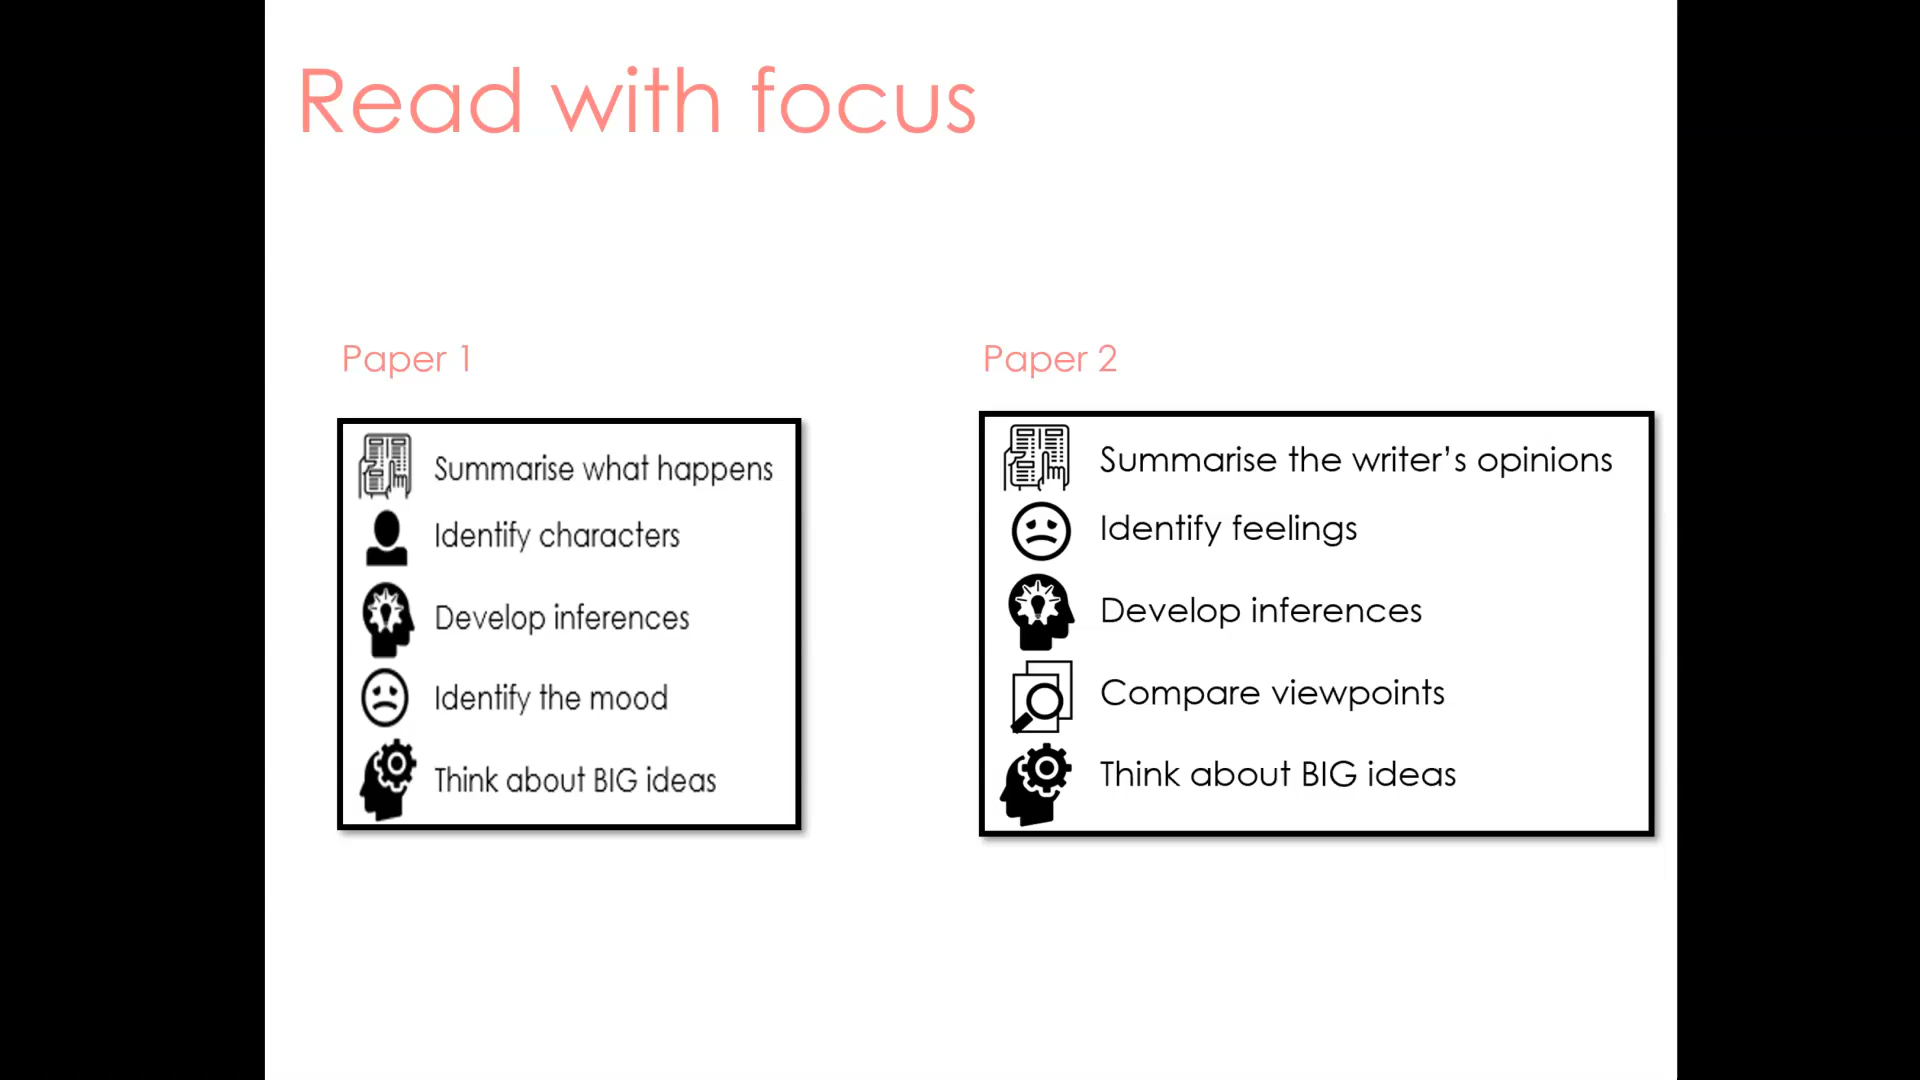 Read with focus
Paper 1
Summarise what happens
Identify characters
Develop inferences
Identify the mood
Think about BIG ideas
Paper 2
Summarise the writer's opinions
Identify feelings
Develop inferences
Compare viewpoints
Think about BIG ideas